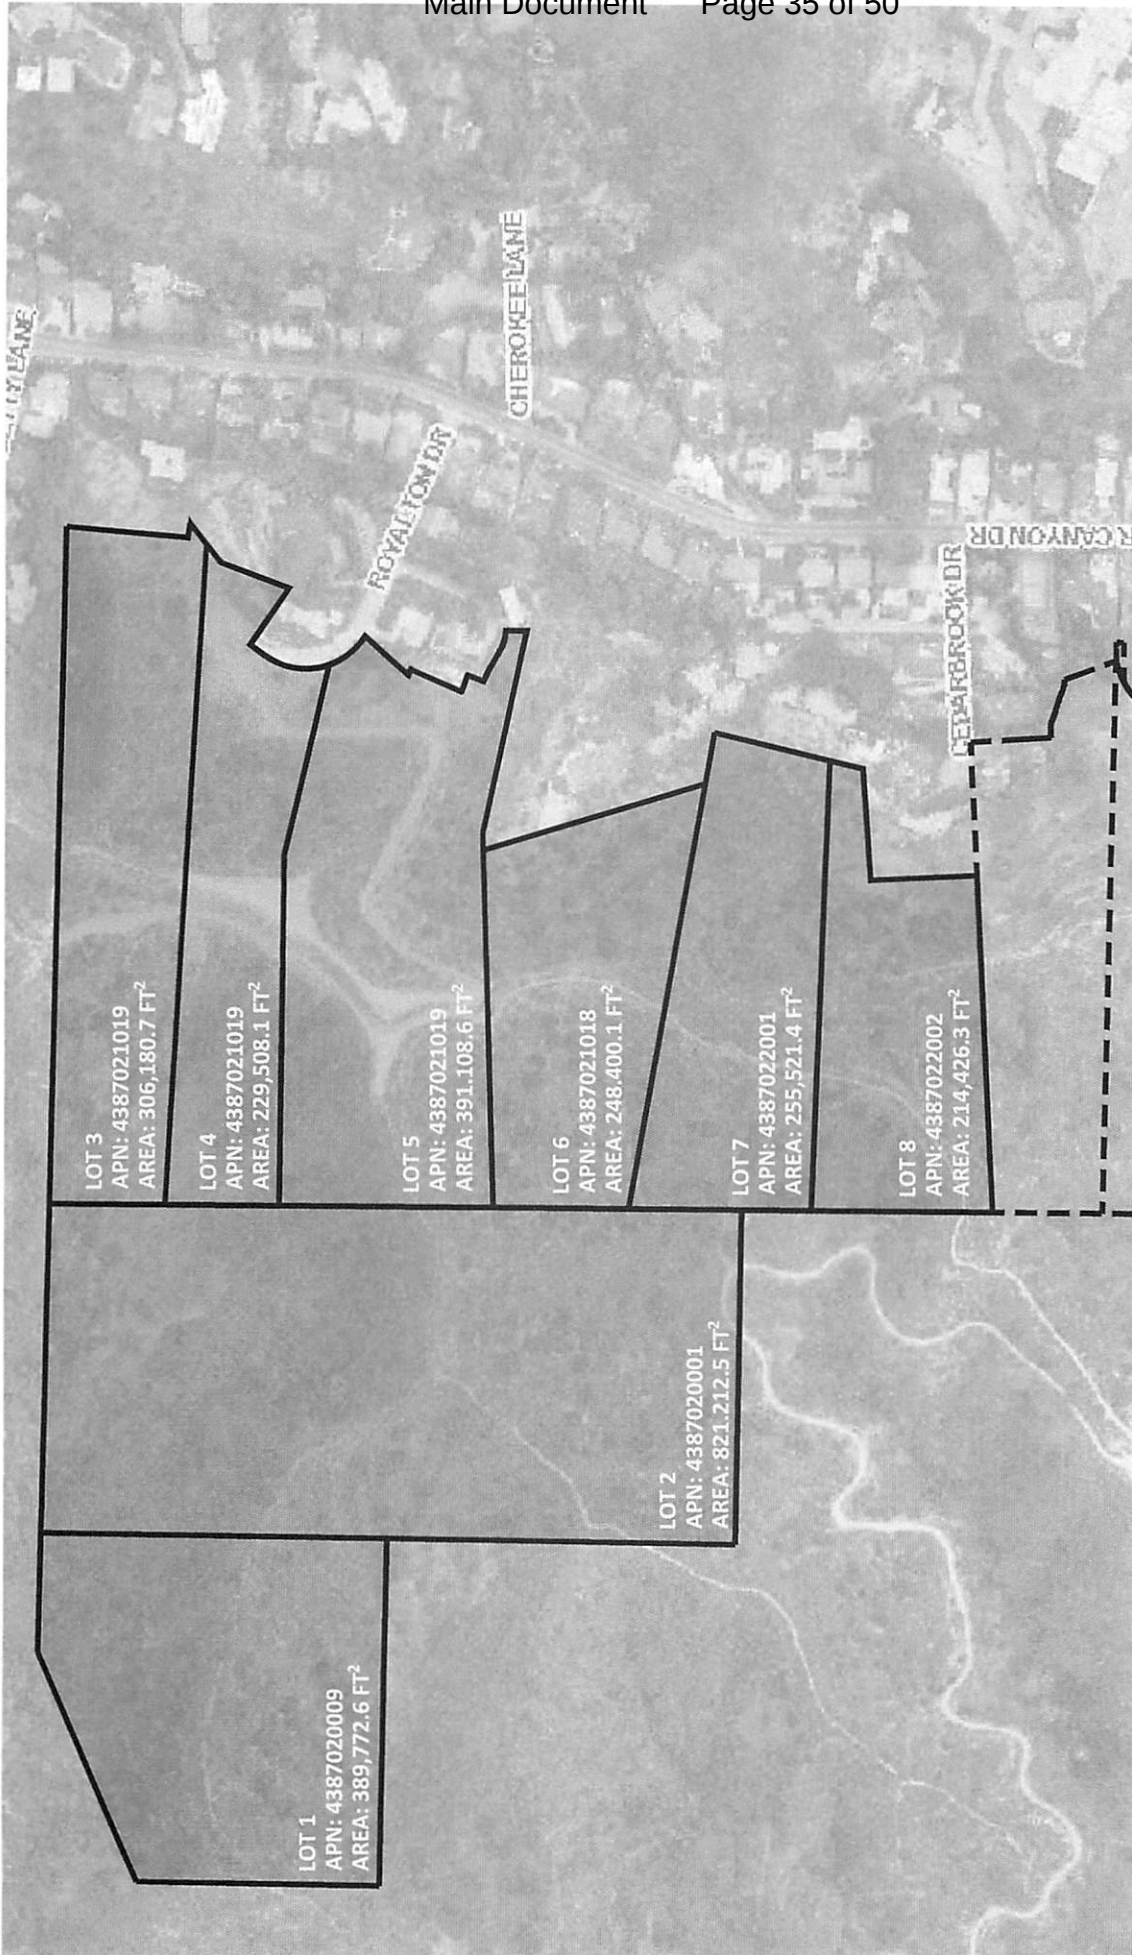 Main Document Page 35 of 50
LANE
CHEROKEE LANE
ROYALTON DR
R CANYON DR
CEDARBROOK DR
LOT 3
APN: 4387021019
AREA: 306,180.7 FT²
LOT 4
APN: 4387021019
AREA: 229,508.1 FT²
LOT 5
APN: 4387021019
AREA: 391.108.6 FT²
LOT 6
APN: 4387021018
AREA: 248.400.1 FT²
LOT 7
APN: 4387022001
AREA: 255,521.4 FT²
LOT 8
APN: 4387022002
AREA: 214,426.3 FT²
LOT 2
APN: 4387020001
AREA: 821.212.5 FT²
LOT 1
APN: 4387020009
AREA: 389,772.6 FT²